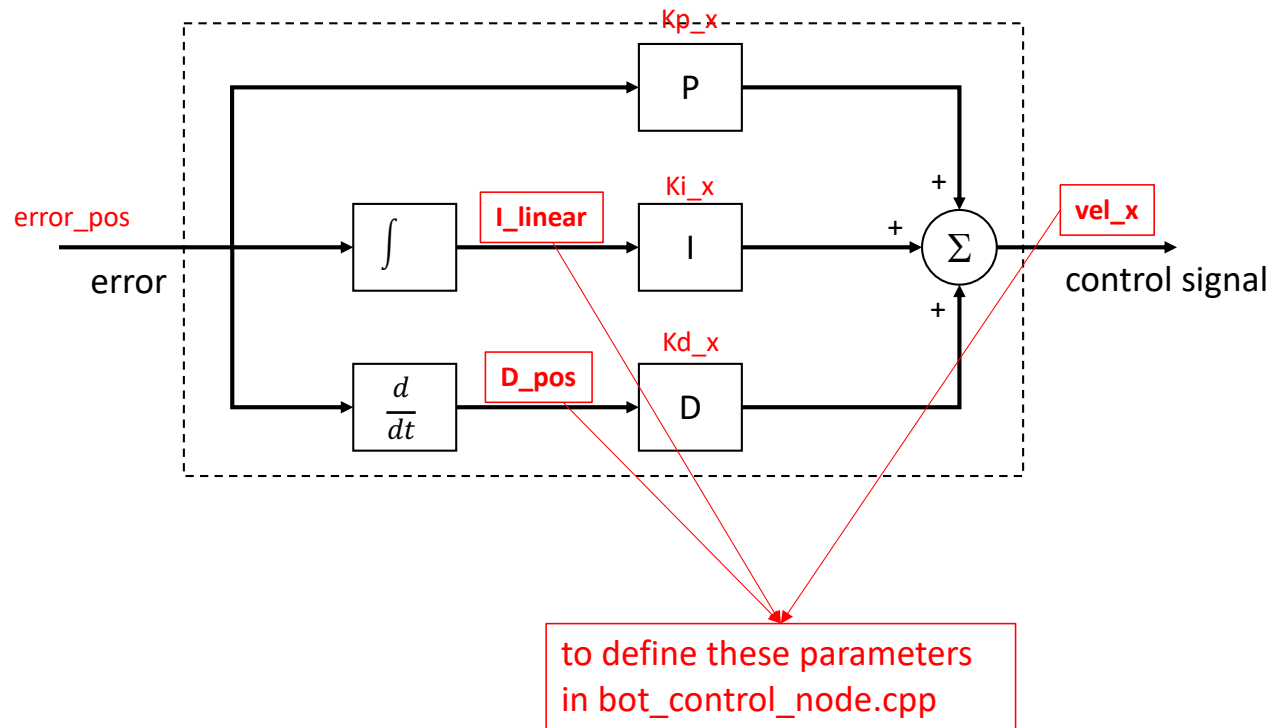 Kp_x
P
+
Ki_x
I_linear
vel_x
error_pos
∫
I
+
Σ
error
control signal
+
Kd_x
D_pos
d
dt
D
to define these parameters
in bot_control_node.cpp